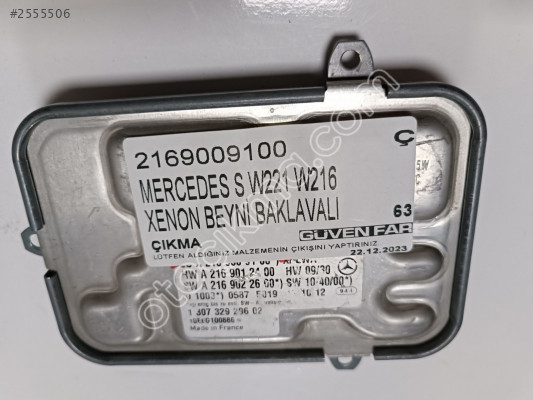 #2555506
2169009100
Ç
MERCEDES S W221 W216
XENON BEYNİ BAKLAVALI
63
ÇIKMA
GÜVEN FAR
LÜTFEN ALDIĞINIZ MALZEMENİN ÇIKIŞINI YAPTIRINIZ
22.12.2023
HW A 216 901 24 00 HW 09/30
A 216 902 26 60*) SW 10/40/00*)
0587
1 307 329 296 02
Made in France